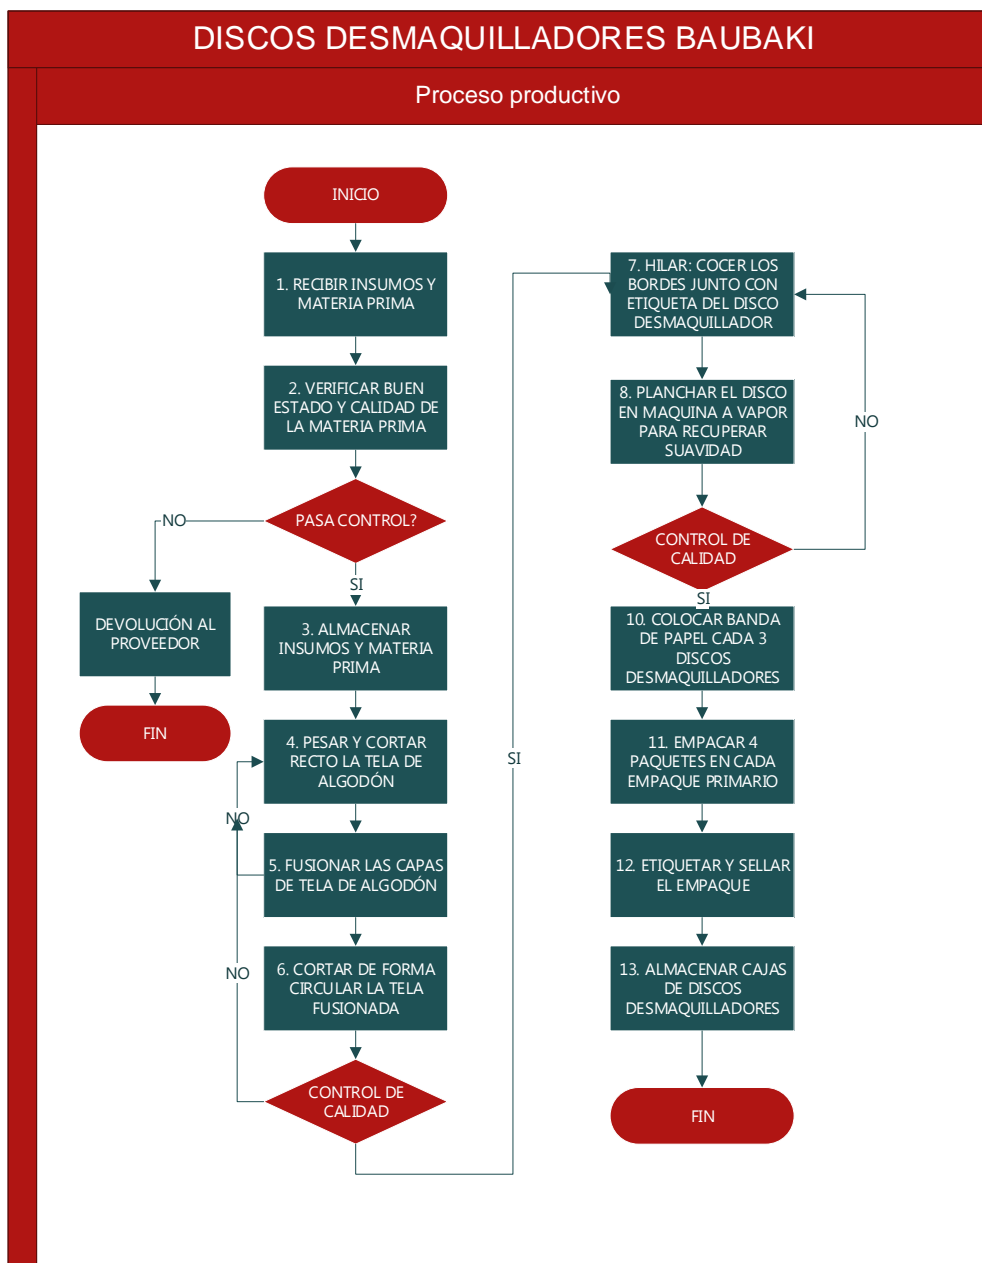 DISCOS DESMAQUILLADORES BAUBAKI
Proceso productivo
INICIO
1. RECIBIR INSUMOS Y
MATERIA PRIMA
2. VERIFICAR BUEN
ESTADO Y CALIDAD DE
LA MATERIA PRIMA
PASA CONTROL?
NO
SI
DEVOLUCIÓN AL
PROVEEDOR
FIN
3. ALMACENAR
INSUMOS Y MATERIA
PRIMA
4. PESAR Y CORTAR
RECTO LA TELA DE
ALGODÓN
NO
5. FUSIONAR LAS CAPAS
DE TELA DE ALGODÓN
6. CORTAR DE FORMA
CIRCULAR LA TELA
FUSIONADA
NO
CONTROL DE
CALIDAD
SI
7. HILAR: COCER LOS
BORDES JUNTO CON
ETIQUETA DEL DISCO
DESMAQUILLADOR
8. PLANCHAR EL DISCO
EN MAQUINA A VAPOR
PARA RECUPERAR
SUAVIDAD
NO
CONTROL DE
CALIDAD
SI
10. COLOCAR BANDA
DE PAPEL CADA 3
DISCOS
DESMAQUILLADORES
11. EMPACAR 4
PAQUETES EN CADA
EMPAQUE PRIMARIO
12. ETIQUETAR Y SELLAR
EL EMPAQUE
13. ALMACENAR CAJAS
DE DISCOS
DESMAQUILLADORES
FIN